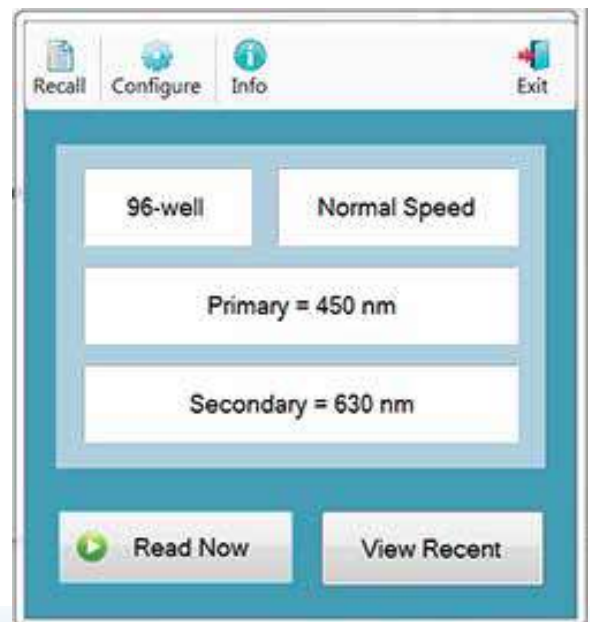 Recall Configure Info Exit
96-well Normal Speed
Primary = 450 nm
Secondary = 630 nm
Read Now View Recent